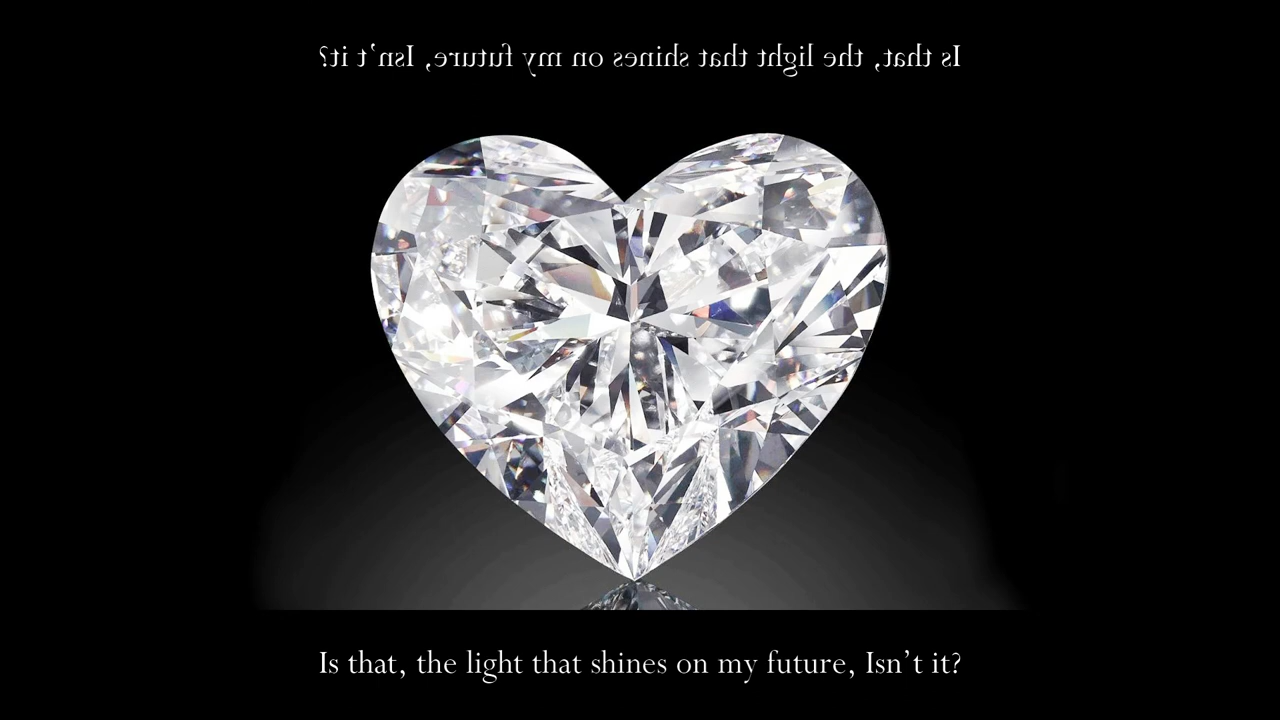 Is that, the light that shines on my future, Isn't it?
Is that, the light that shines on my future, Isn’t it?